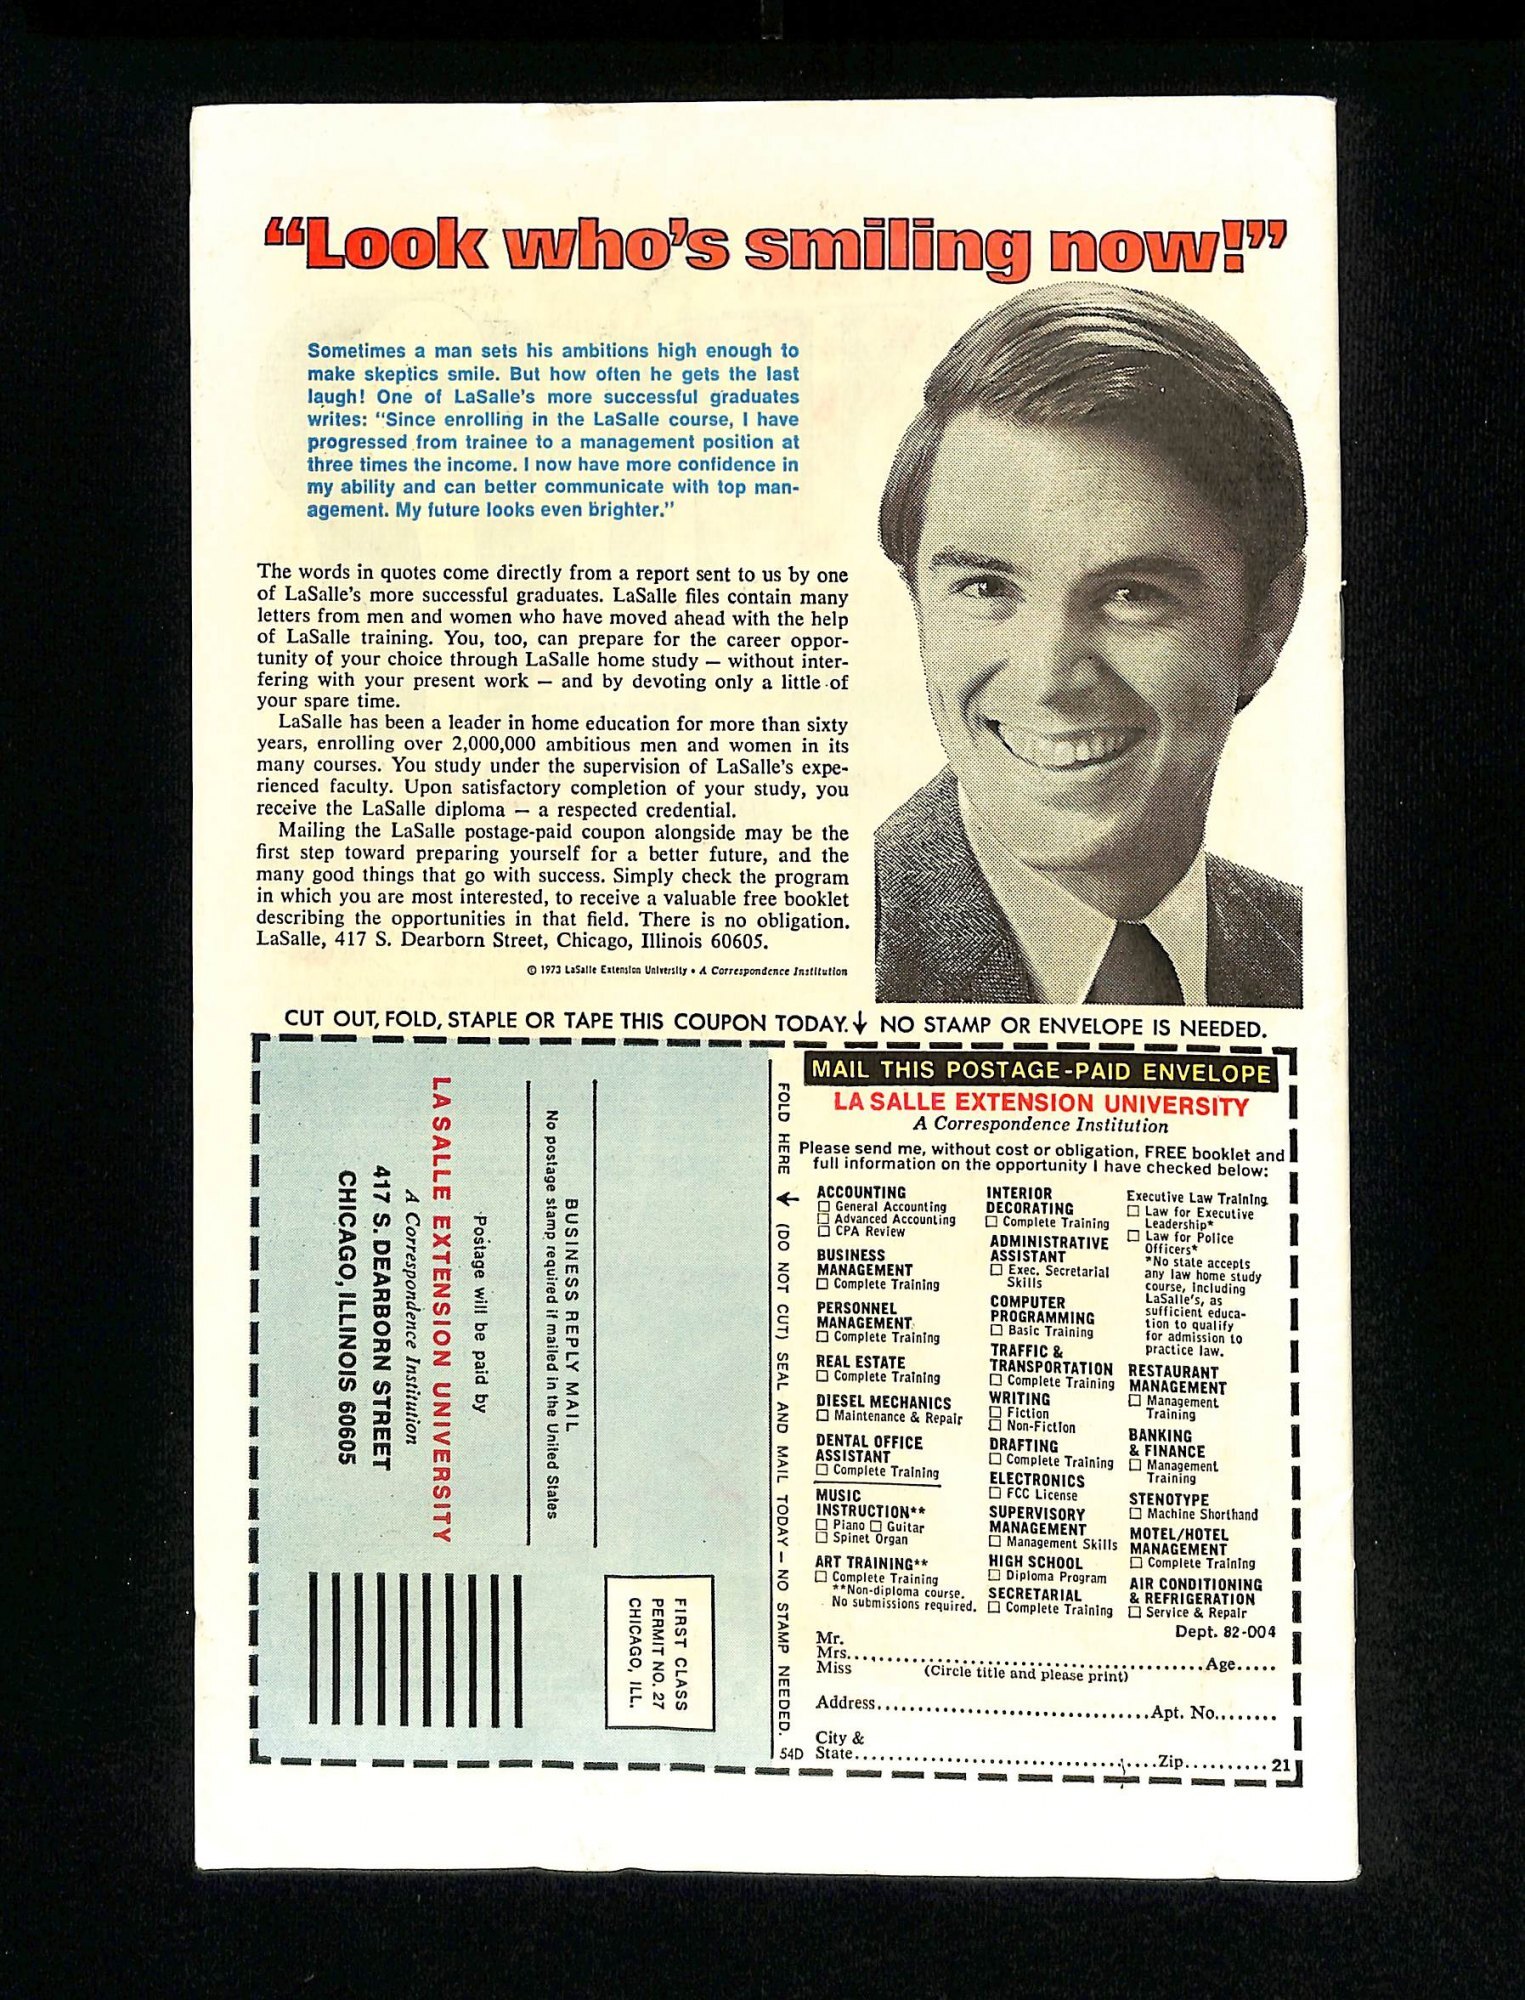 “Look who’s smiling now!”
Sometimes a man sets his ambitions high enough to
make skeptics smile. But how often he gets the last
laugh! One of LaSalle's more successful graduates
writes: "Since enrolling in the LaSalle course, I have
progressed from trainee to a management position at
three times the income. I now have more confidence in
my ability and can better communicate with top man-
agement. My future looks even brighter."
The words in quotes come directly from a report sent to us by one
of LaSalle's more successful graduates. LaSalle files contain many
letters from men and women who have moved ahead with the help
of LaSalle training. You, too, can prepare for the career oppor-
tunity of your choice through LaSalle home study — without inter-
fering with your present work — and by devoting only a little of
your spare time.
LaSalle has been a leader in home education for more than sixty
years, enrolling over 2,000,000 ambitious men and women in its
many courses. You study under the supervision of LaSalle's expe-
rienced faculty. Upon satisfactory completion of your study, you
receive the LaSalle diploma — a respected credential.
Mailing the LaSalle postage-paid coupon alongside may be the
first step toward preparing yourself for a better future, and the
many good things that go with success. Simply check the program
in which you are most interested, to receive a valuable free booklet
describing the opportunities in that field. There is no obligation.
LaSalle, 417 S. Dearborn Street, Chicago, Illinois 60605.
© 1973 LaSalle Extension University • A Correspondence Institution
CUT OUT, FOLD, STAPLE OR TAPE THIS COUPON TODAY. ↓ NO STAMP OR ENVELOPE IS NEEDED.
FIRST CLASS
PERMIT NO. 27
CHICAGO, ILL.
BUSINESS REPLY MAIL
No postage stamp required if mailed in the United States
Postage will be paid by
LA SALLE EXTENSION UNIVERSITY
A Correspondence Institution
417 S. DEARBORN STREET
CHICAGO, ILLINOIS 60605
FOLD HERE → (DO NOT CUT) SEAL AND MAIL TODAY — NO STAMP NEEDED.
54D
MAIL THIS POSTAGE-PAID ENVELOPE
LA SALLE EXTENSION UNIVERSITY
A Correspondence Institution
Please send me, without cost or obligation, FREE booklet and
full information on the opportunity I have checked below:
ACCOUNTING
☐ General Accounting
☐ Advanced Accounting
☐ CPA Review
BUSINESS
MANAGEMENT
☐ Complete Training
PERSONNEL
MANAGEMENT
☐ Complete Training
REAL ESTATE
☐ Complete Training
DIESEL MECHANICS
☐ Maintenance & Repair
DENTAL OFFICE
ASSISTANT
☐ Complete Training
MUSIC
INSTRUCTION**
☐ Piano ☐ Guitar
☐ Spinet Organ
ART TRAINING**
☐ Complete Training
**Non-diploma course.
No submissions required.
INTERIOR
DECORATING
☐ Complete Training
ADMINISTRATIVE
ASSISTANT
☐ Exec. Secretarial
Skills
COMPUTER
PROGRAMMING
☐ Basic Training
TRAFFIC &
TRANSPORTATION
☐ Complete Training
WRITING
☐ Fiction
☐ Non-Fiction
DRAFTING
☐ Complete Training
ELECTRONICS
☐ FCC License
SUPERVISORY
MANAGEMENT
☐ Management Skills
HIGH SCHOOL
☐ Diploma Program
SECRETARIAL
☐ Complete Training
Executive Law Training
☐ Law for Executive
Leadership*
☐ Law for Police
Officers*
*No state accepts
any law home study
course, including
LaSalle's, as
sufficient educa-
tion to qualify
for admission to
practice law.
RESTAURANT
MANAGEMENT
☐ Management
Training
BANKING
& FINANCE
☐ Management
Training
STENOTYPE
☐ Machine Shorthand
MOTEL/HOTEL
MANAGEMENT
☐ Complete Training
AIR CONDITIONING
& REFRIGERATION
☐ Service & Repair
Dept. 82-004
Mr.
Mrs. Age
Miss (Circle title and please print)
Address Apt. No.
City &
State Zip 21